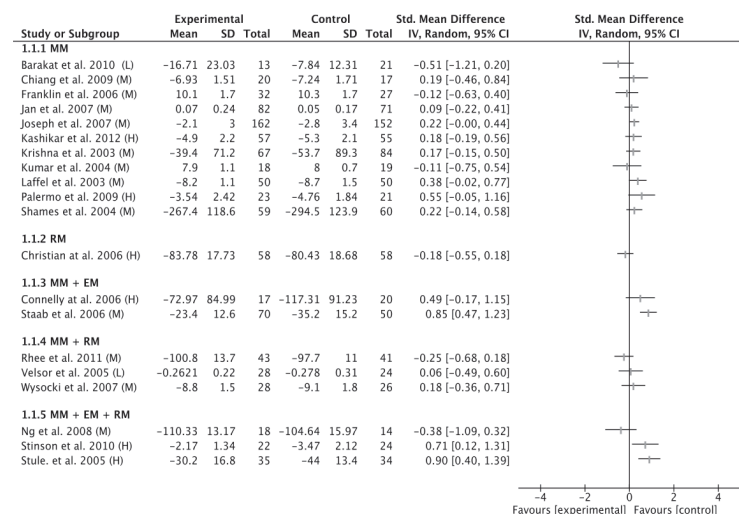 Experimental Control Std. Mean Difference Std. Mean Difference
Study or Subgroup Mean SD Total Mean SD Total IV, Random, 95% CI IV, Random, 95% CI
1.1.1 MM
Barakat et al. 2010 (L) −16.71 23.03 13 −7.84 12.31 21 −0.51 [−1.21, 0.20]
Chiang et al. 2009 (M) −6.93 1.51 20 −7.24 1.71 17 0.19 [−0.46, 0.84]
Franklin et al. 2006 (M) 10.1 1.7 32 10.3 1.7 27 −0.12 [−0.63, 0.40]
Jan et al. 2007 (M) 0.07 0.24 82 0.05 0.17 71 0.09 [−0.22, 0.41]
Joseph et al. 2007 (M) −2.1 3 162 −2.8 3.4 152 0.22 [−0.00, 0.44]
Kashikar et al. 2012 (H) −4.9 2.2 57 −5.3 2.1 55 0.18 [−0.19, 0.56]
Krishna et al. 2003 (M) −39.4 71.2 67 −53.7 89.3 84 0.17 [−0.15, 0.50]
Kumar et al. 2004 (M) 7.9 1.1 18 8 0.7 19 −0.11 [−0.75, 0.54]
Laffel et al. 2003 (M) −8.2 1.1 50 −8.7 1.5 50 0.38 [−0.02, 0.77]
Palermo et al. 2009 (H) −3.54 2.42 23 −4.76 1.84 21 0.55 [−0.05, 1.16]
Shames et al. 2004 (M) −267.4 118.6 59 −294.5 123.9 60 0.22 [−0.14, 0.58]
1.1.2 RM
Christian at al. 2006 (H) −83.78 17.73 58 −80.43 18.68 58 −0.18 [−0.55, 0.18]
1.1.3 MM + EM
Connelly at al. 2006 (H) −72.97 84.99 17 −117.31 91.23 20 0.49 [−0.17, 1.15]
Staab et al. 2006 (M) −23.4 12.6 70 −35.2 15.2 50 0.85 [0.47, 1.23]
1.1.4 MM + RM
Rhee et al. 2011 (M) −100.8 13.7 43 −97.7 11 41 −0.25 [−0.68, 0.18]
Velsor et al. 2005 (L) −0.2621 0.22 28 −0.278 0.31 24 0.06 [−0.49, 0.60]
Wysocki et al. 2007 (M) −8.8 1.5 28 −9.1 1.8 26 0.18 [−0.36, 0.71]
1.1.5 MM + EM + RM
Ng et al. 2008 (M) −110.33 13.17 18 −104.64 15.97 14 −0.38 [−1.09, 0.32]
Stinson et al. 2010 (H) −2.17 1.34 22 −3.47 2.12 24 0.71 [0.12, 1.31]
Stule. et al. 2005 (H) −30.2 16.8 35 −44 13.4 34 0.90 [0.40, 1.39]
−4 −2 0 2 4
Favours [experimental] Favours [control]